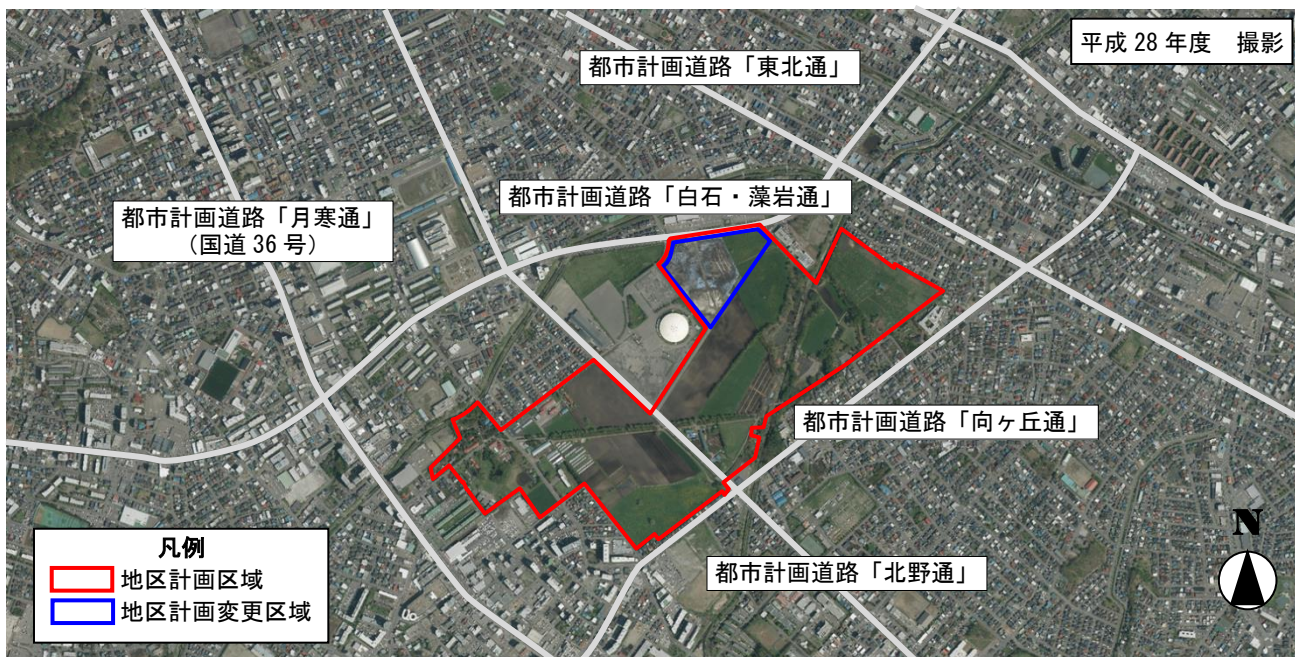 平成 28 年度　撮影
都市計画道路「東北通」
都市計画道路「白石・藻岩通」
都市計画道路「月寒通」
（国道 36 号）
都市計画道路「向ヶ丘通」
都市計画道路「北野通」
凡例
地区計画区域
地区計画変更区域
N